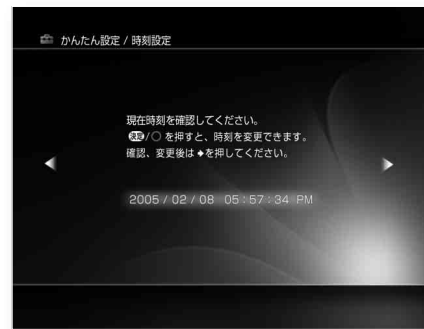 かんたん設定 / 時刻設定
現在時刻を確認してください。
決定/○ を押すと、時刻を変更できます。
確認、変更後は➧を押してください。
2005 / 02 / 08 05 : 57 : 34 PM